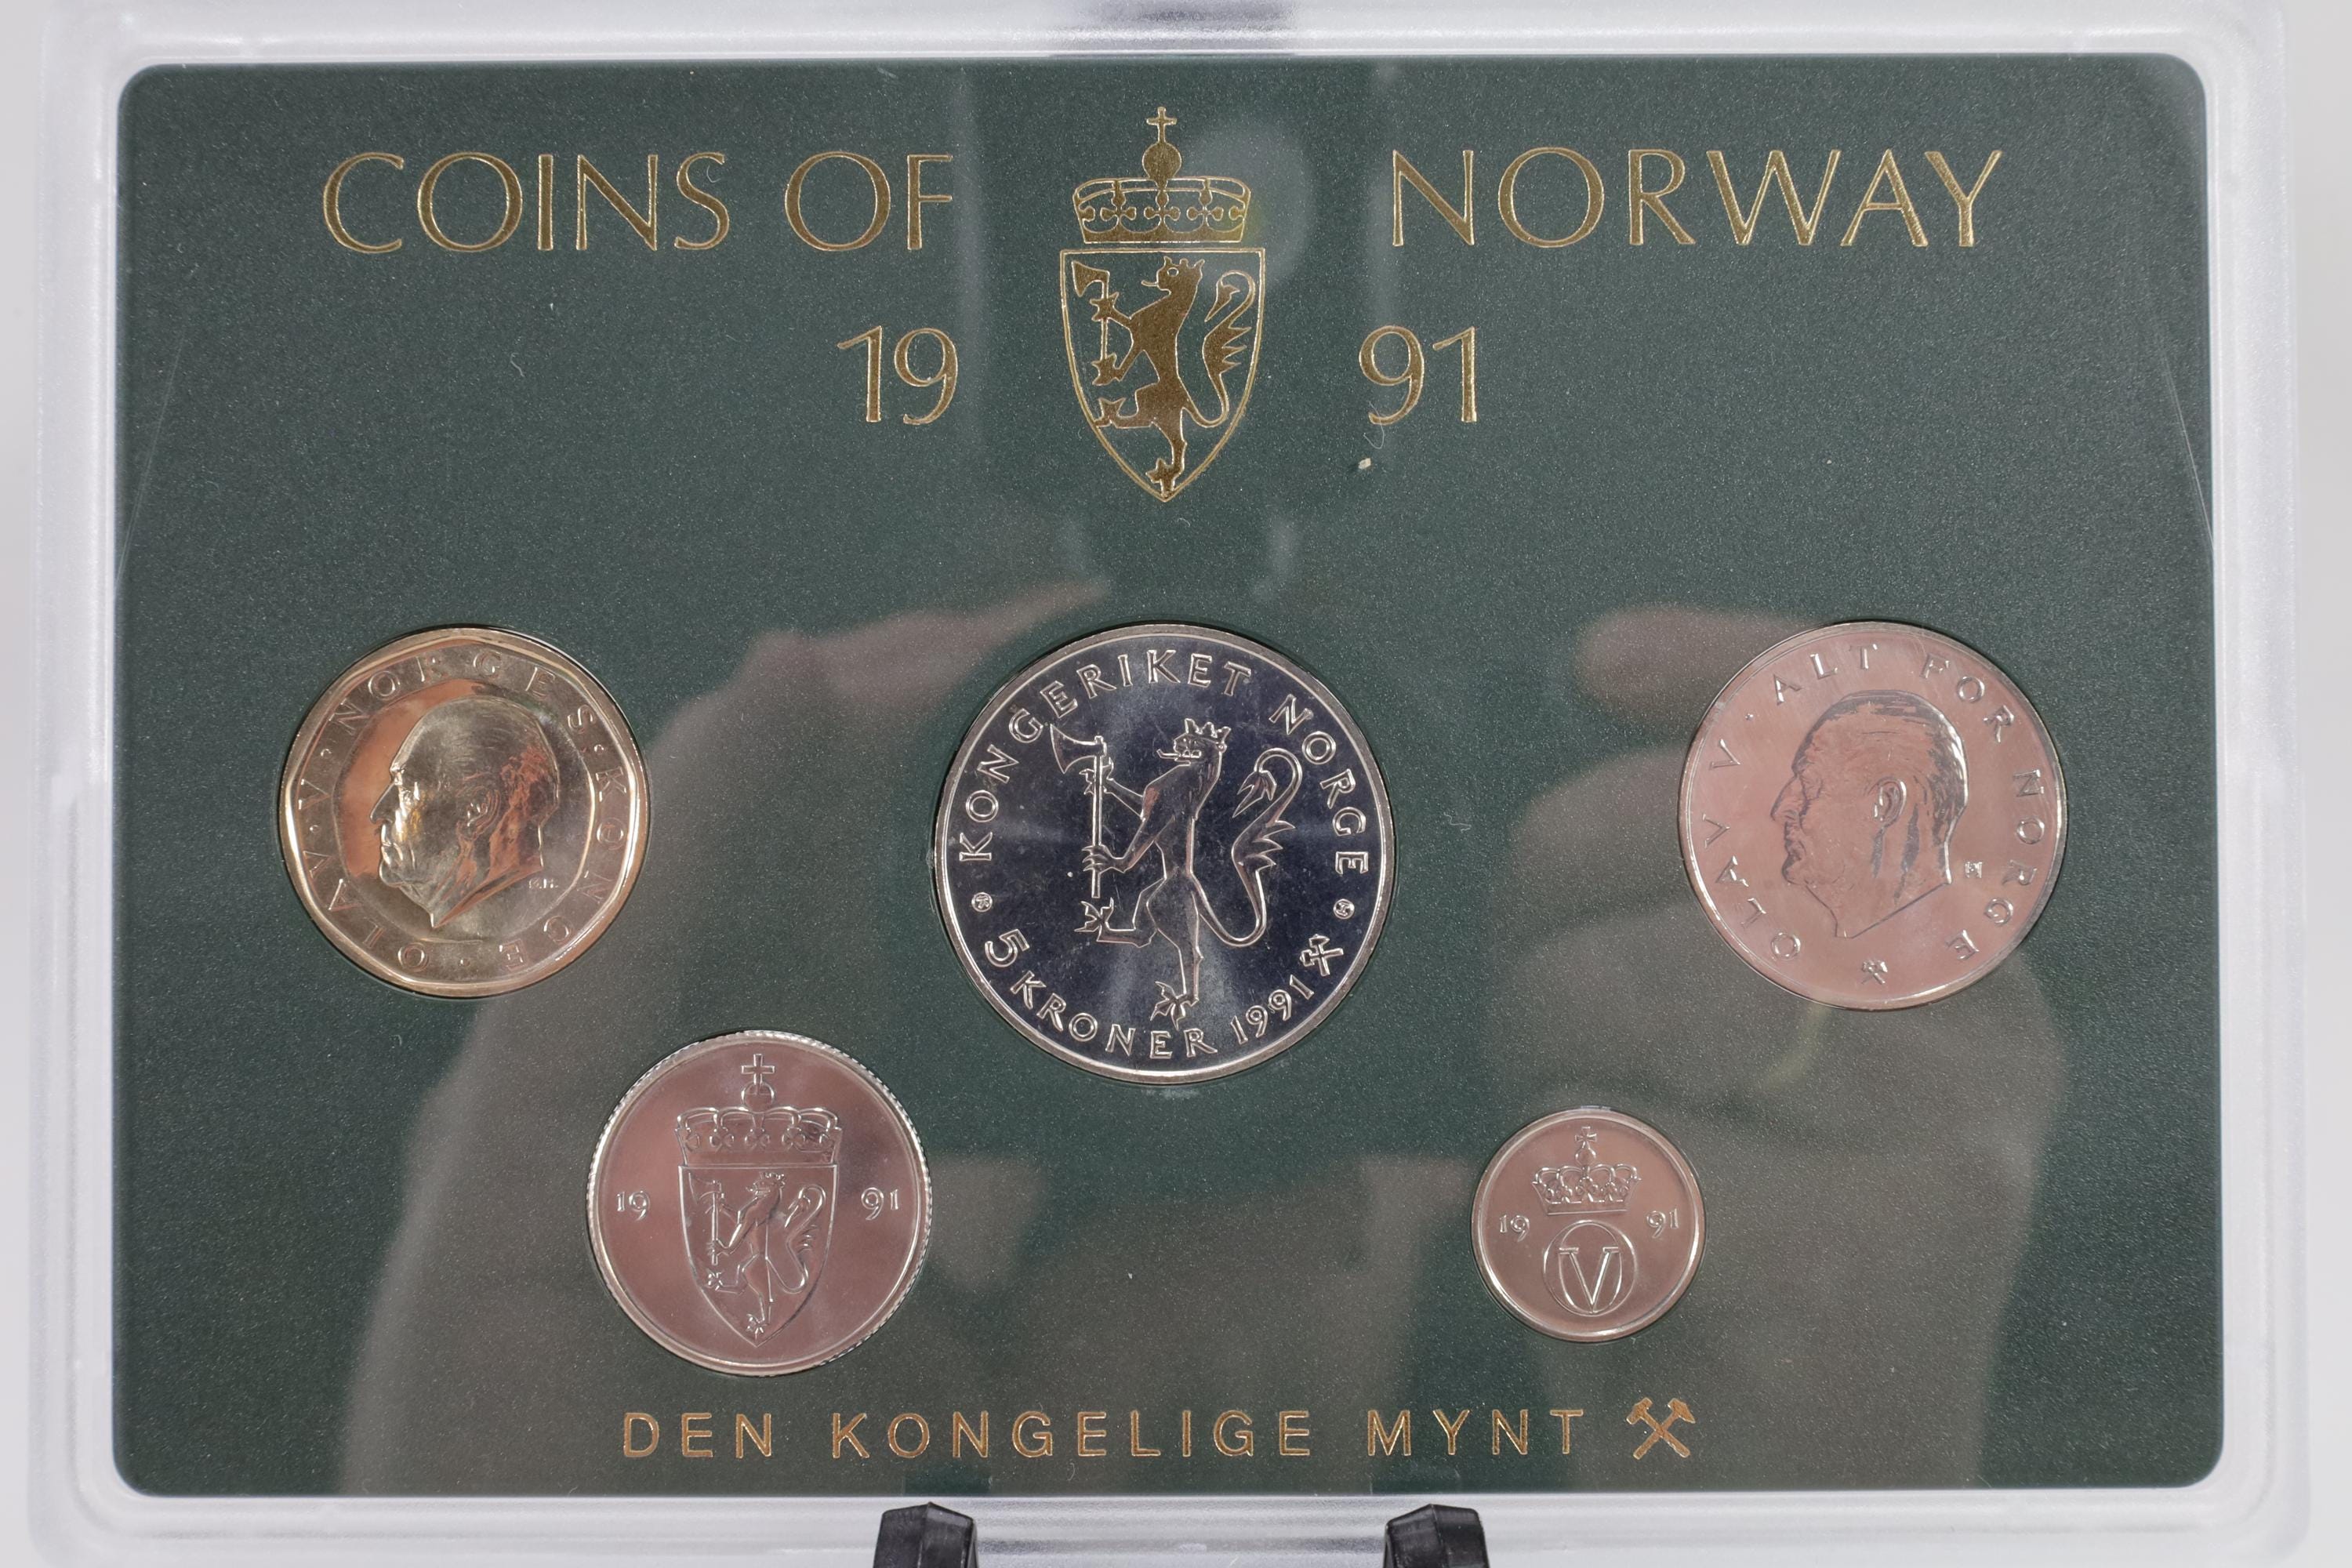 COINS OF NORWAY
19 91
OLAV · V · NORGES · KONGE ·
KONGERIKET NORGE
5 KRONER 1991
OLAV V · ALT FOR NORGE
19 91
19 91
V
DEN KONGELIGE MYNT